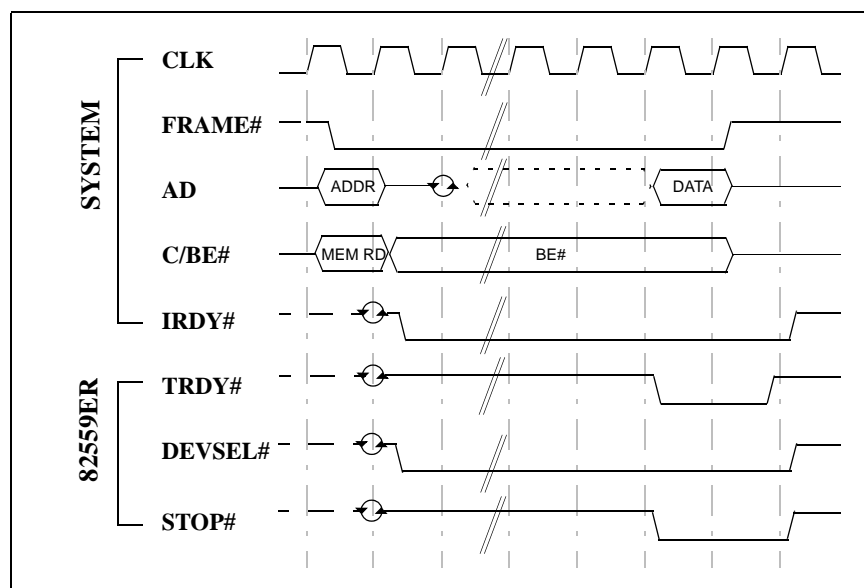 SYSTEM
CLK
FRAME#
AD
ADDR
DATA
C/BE#
MEM RD
BE#
IRDY#
82559ER
TRDY#
DEVSEL#
STOP#